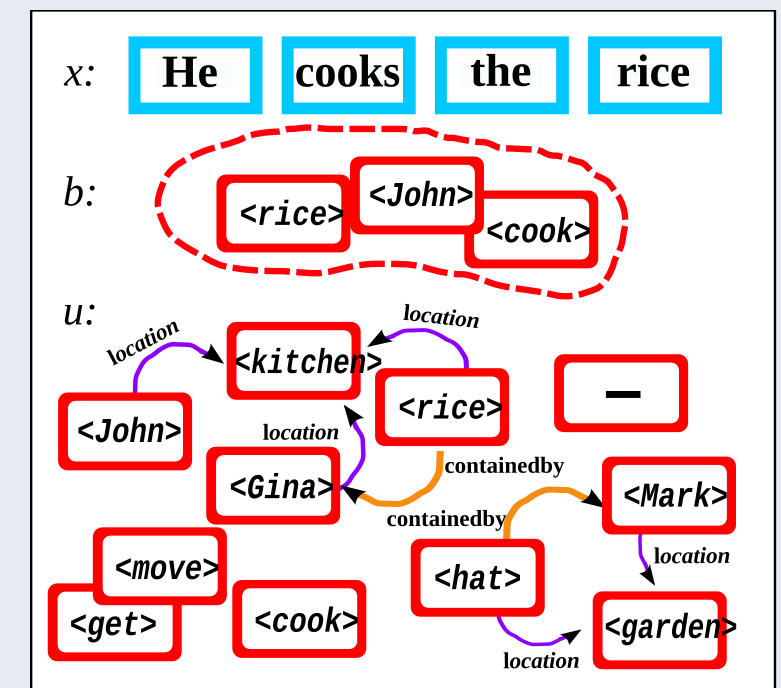 x: He cooks the rice
b: <rice> <John> <cook>
u:
location
location
<kitchen>
<rice>
—
<John>
location
<Gina>
containedby
<Mark>
containedby
<move>
location
<hat>
<get>
<cook>
<garden>
location